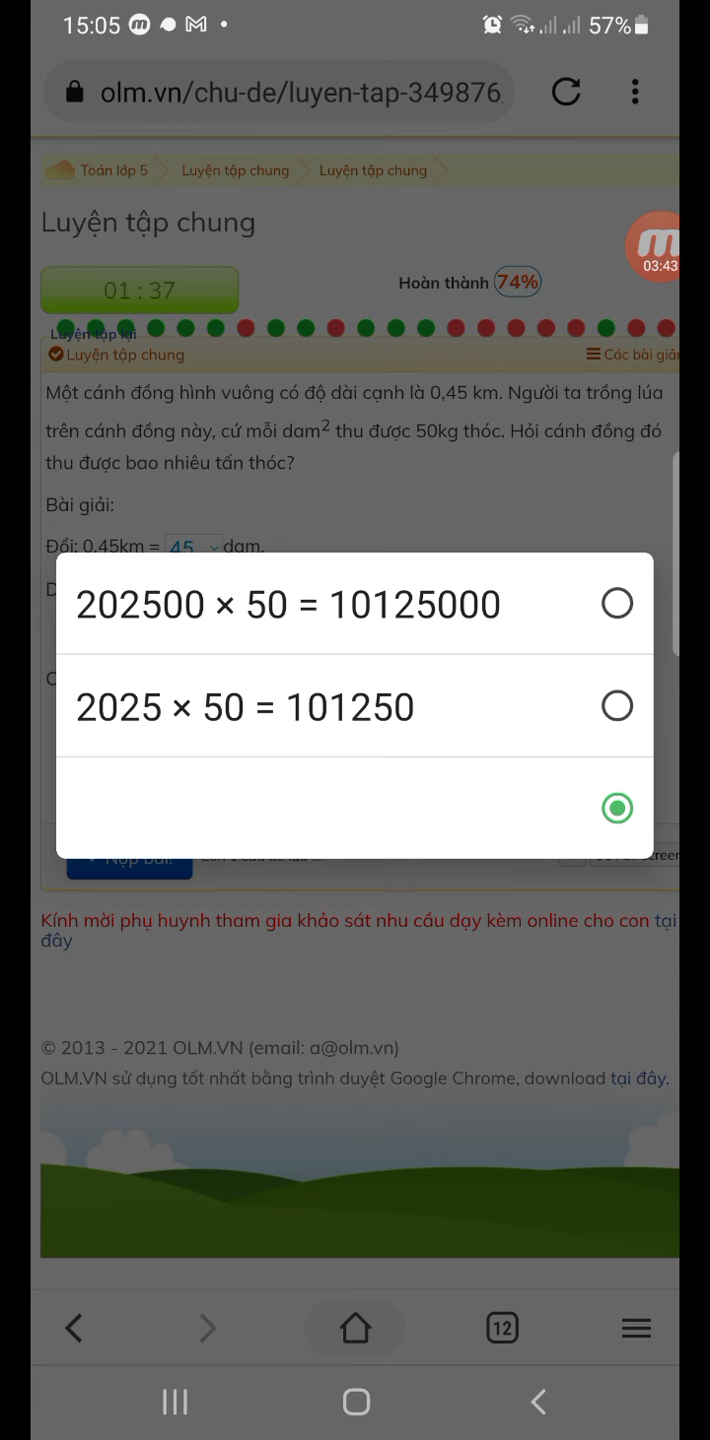 15:05 57%
olm.vn/chu-de/luyen-tap-349876
Toán lớp 5 Luyện tập chung Luyện tập chung
Luyện tập chung
03:43
01 : 37 Hoàn thành 74%
Luyện tập lại
Luyện tập chung Các bài giả
Một cánh đồng hình vuông có độ dài cạnh là 0,45 km. Người ta trồng lúa
trên cánh đồng này, cứ mỗi dam² thu được 50kg thóc. Hỏi cánh đồng đó
thu được bao nhiêu tấn thóc?
Bài giải:
Đổi: 0,45km = 45 dam.
202500 × 50 = 10125000
2025 × 50 = 101250
Nộp bài!
Kính mời phụ huynh tham gia khảo sát nhu cầu dạy kèm online cho con tại
đây
© 2013 - 2021 OLM.VN (email: a@olm.vn)
OLM.VN sử dụng tốt nhất bằng trình duyệt Google Chrome, download tại đây.
12